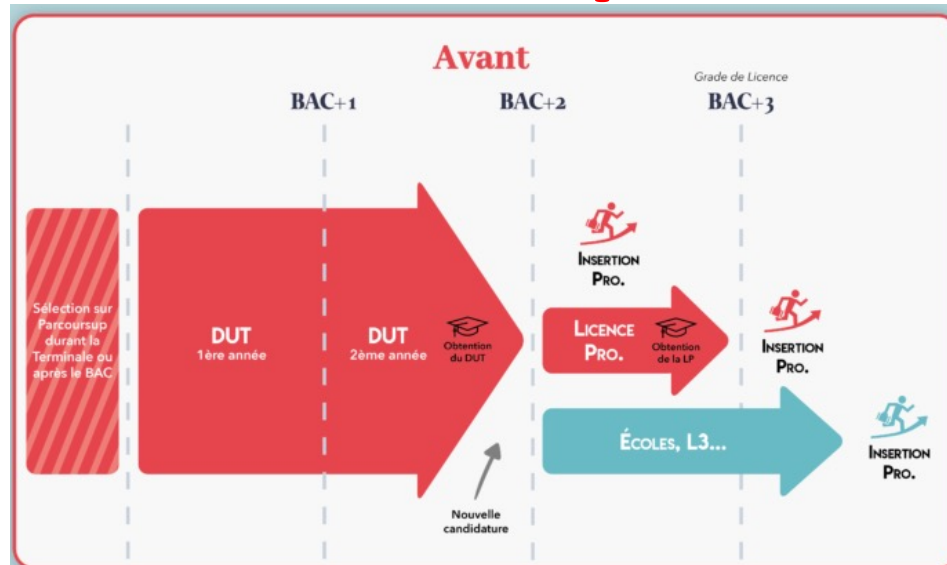 Avant
Grade de Licence
BAC+1
BAC+2
BAC+3
Sélection sur
Parcoursup
durant la
Terminale ou
après le BAC
DUT
1ère année
DUT
2ème année
Obtention
du DUT
Nouvelle
candidature
INSERTION
PRO.
LICENCE
PRO.
Obtention
de la LP
INSERTION
PRO.
ÉCOLES, L3...
INSERTION
PRO.